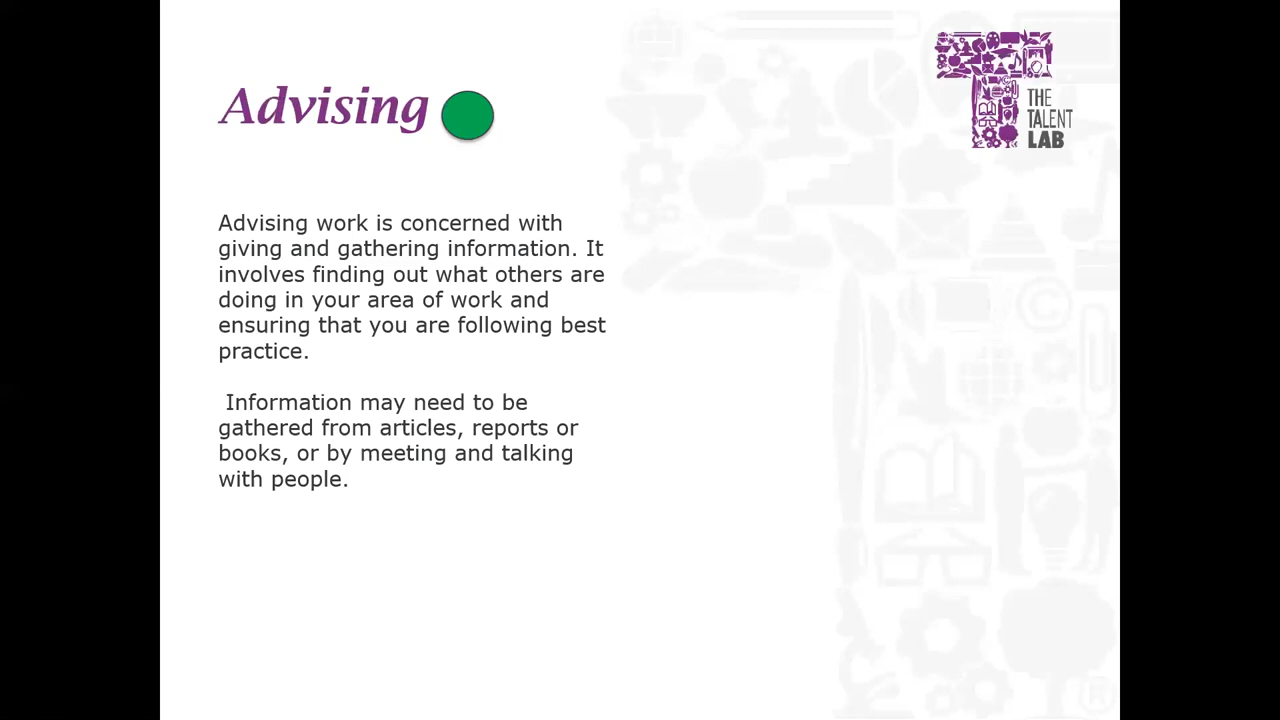 Advising
THE
TALENT
LAB
Advising work is concerned with
giving and gathering information. It
involves finding out what others are
doing in your area of work and
ensuring that you are following best
practice.
Information may need to be
gathered from articles, reports or
books, or by meeting and talking
with people.